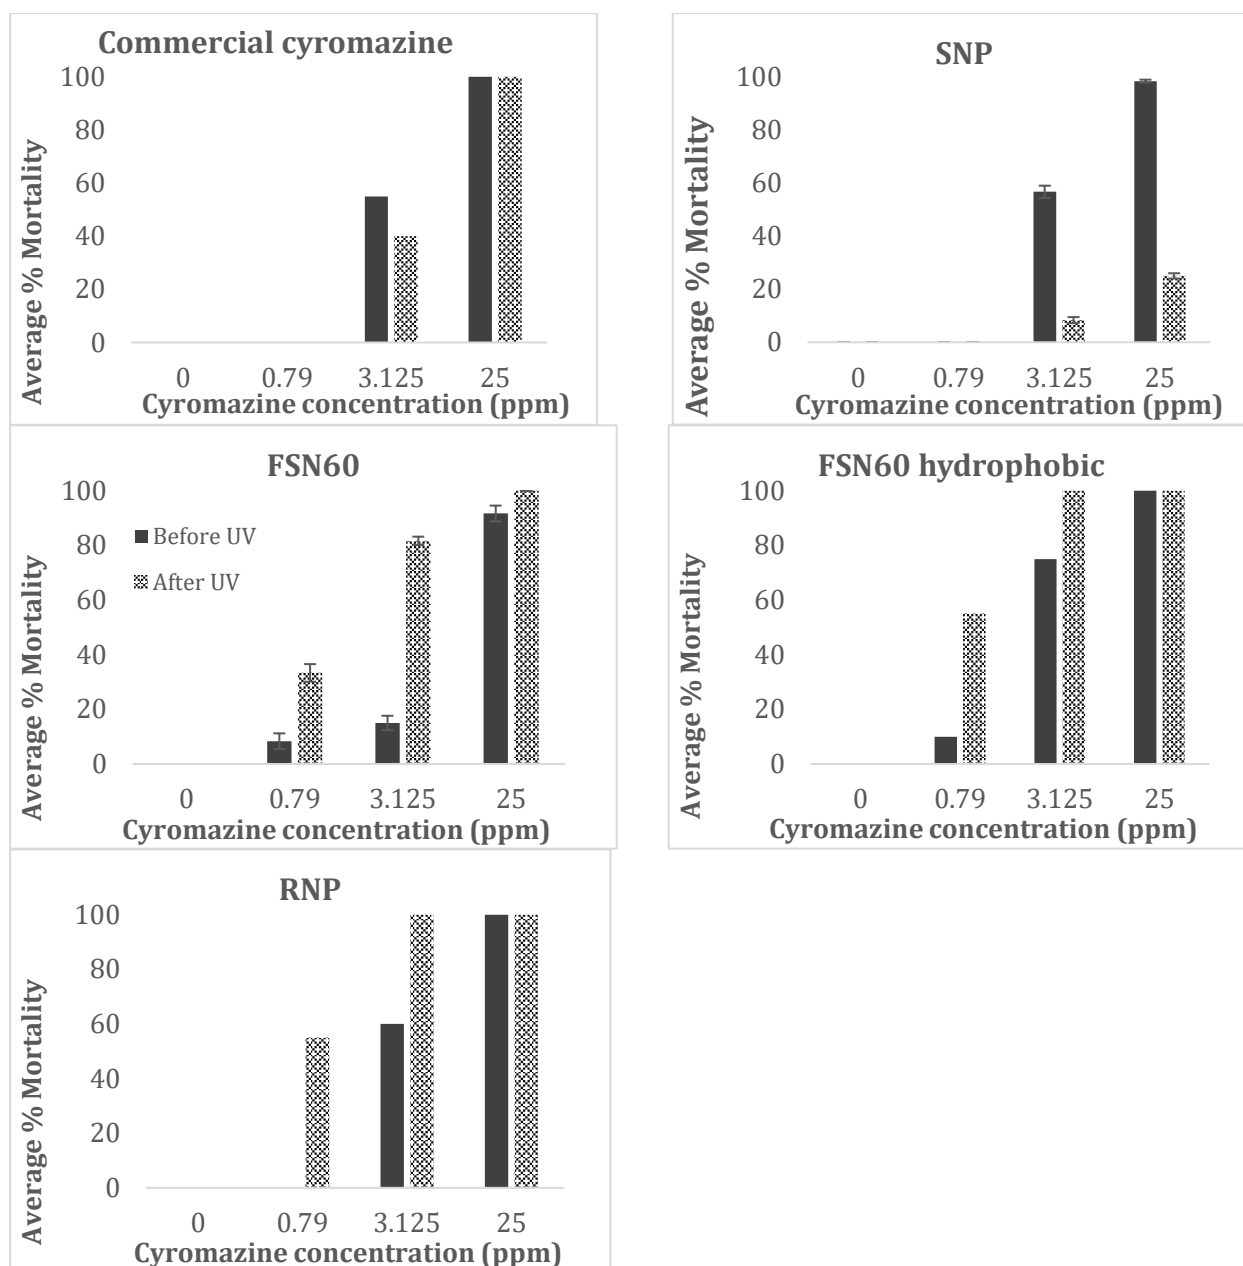 Commercial cyromazine
Average % Mortality
100
80
60
40
20
0
0 0.79 3.125 25
Cyromazine concentration (ppm)
SNP
Average % Mortality
100
80
60
40
20
0
0 0.79 3.125 25
Cyromazine concentration (ppm)
FSN60
Average % Mortality
100
80
60
40
20
0
Before UV
After UV
0 0.79 3.125 25
Cyromazine concentration (ppm)
FSN60 hydrophobic
Average % Mortality
100
80
60
40
20
0
0 0.79 3.125 25
Cyromazine concentration (ppm)
RNP
Average % Mortality
100
80
60
40
20
0
0 0.79 3.125 25
Cyromazine concentration (ppm)